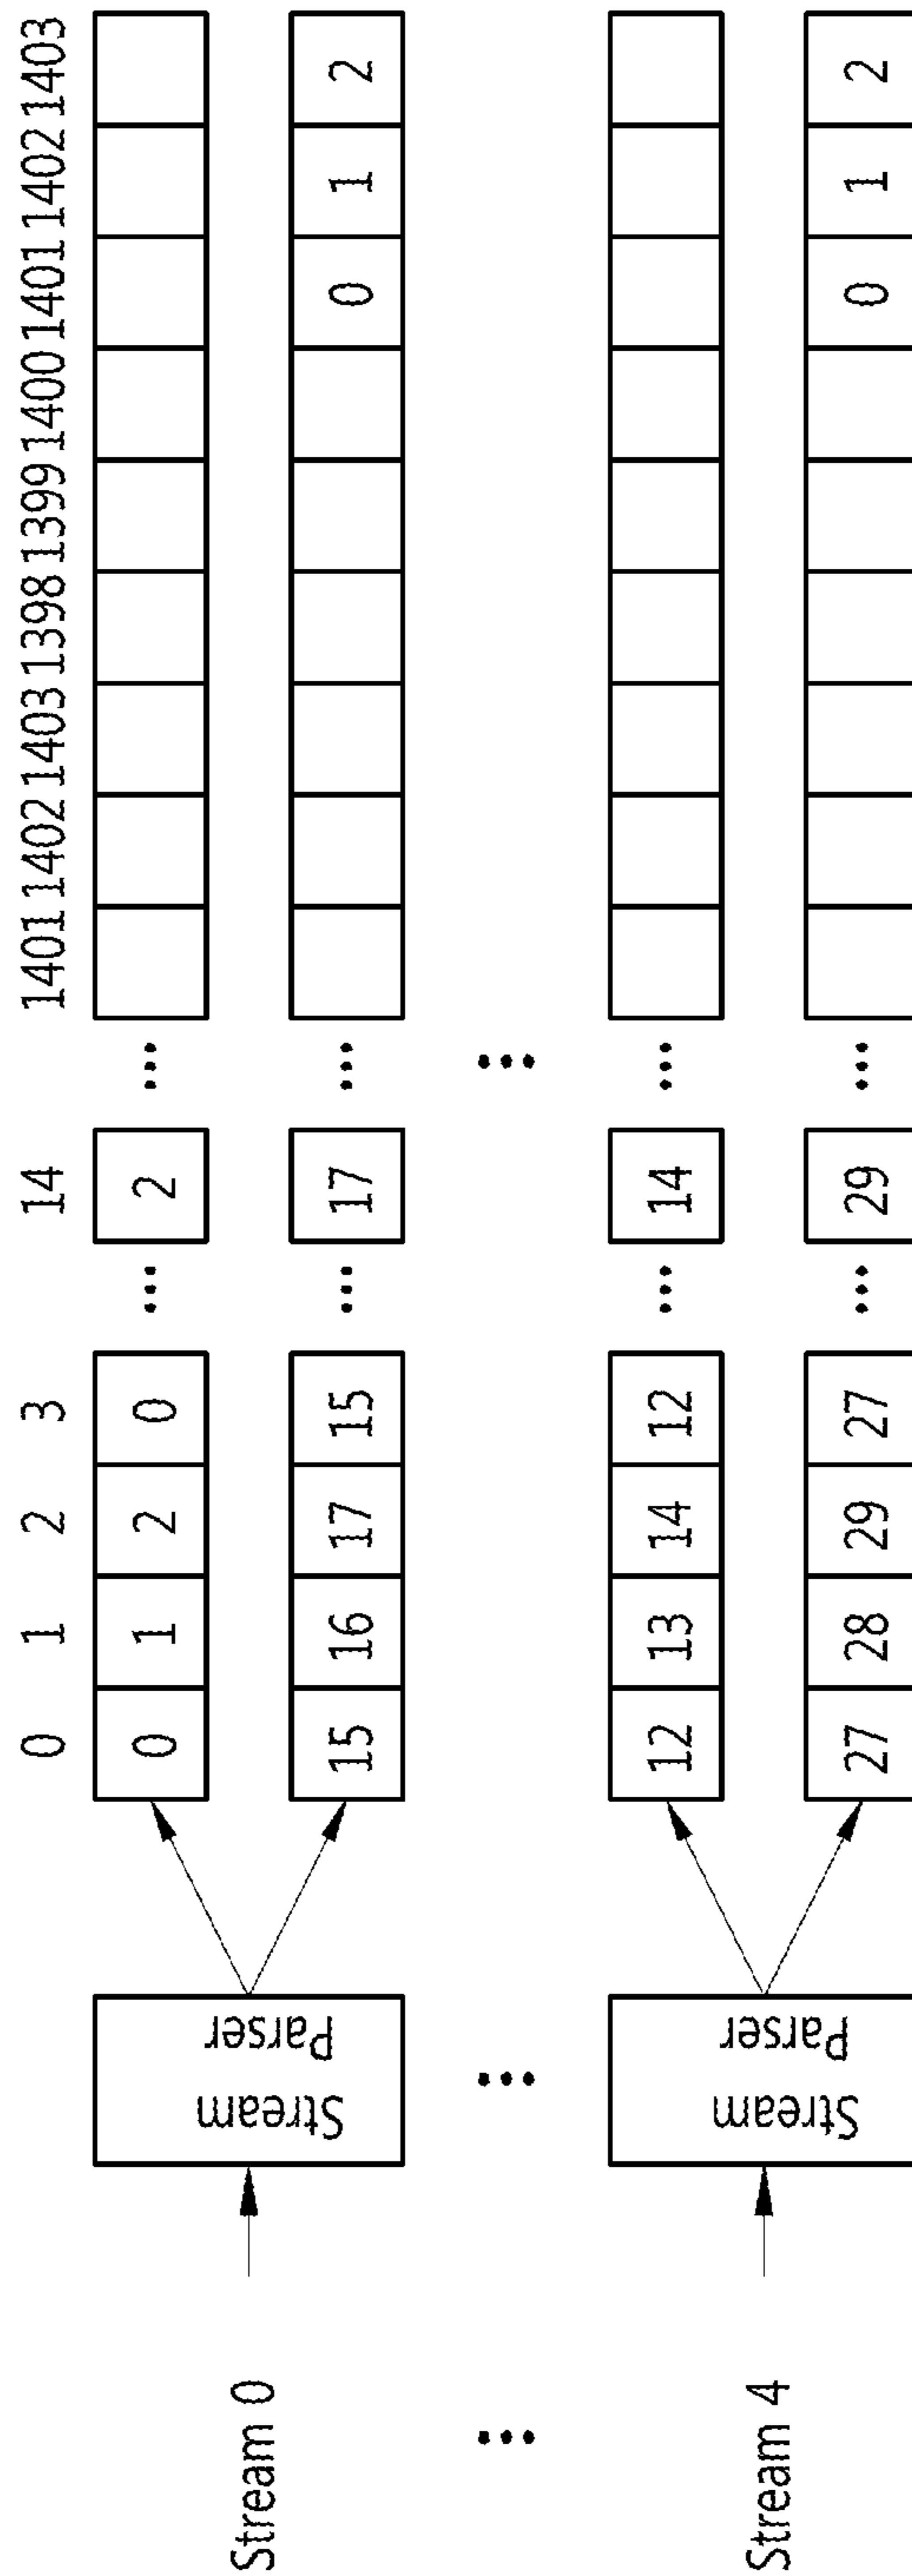 0 1 2 3 ... 14 ... 1401 1402 1403 1398 1399 1400 1401 1402 1403
0 1 2 0 ... 2 ...
Stream 0
Stream
Parser
15 16 17 15 ... 17 ... 0 1 2
... ... ...
12 13 14 12 ... 14 ...
Stream 4
Stream
Parser
27 28 29 27 ... 29 ... 0 1 2